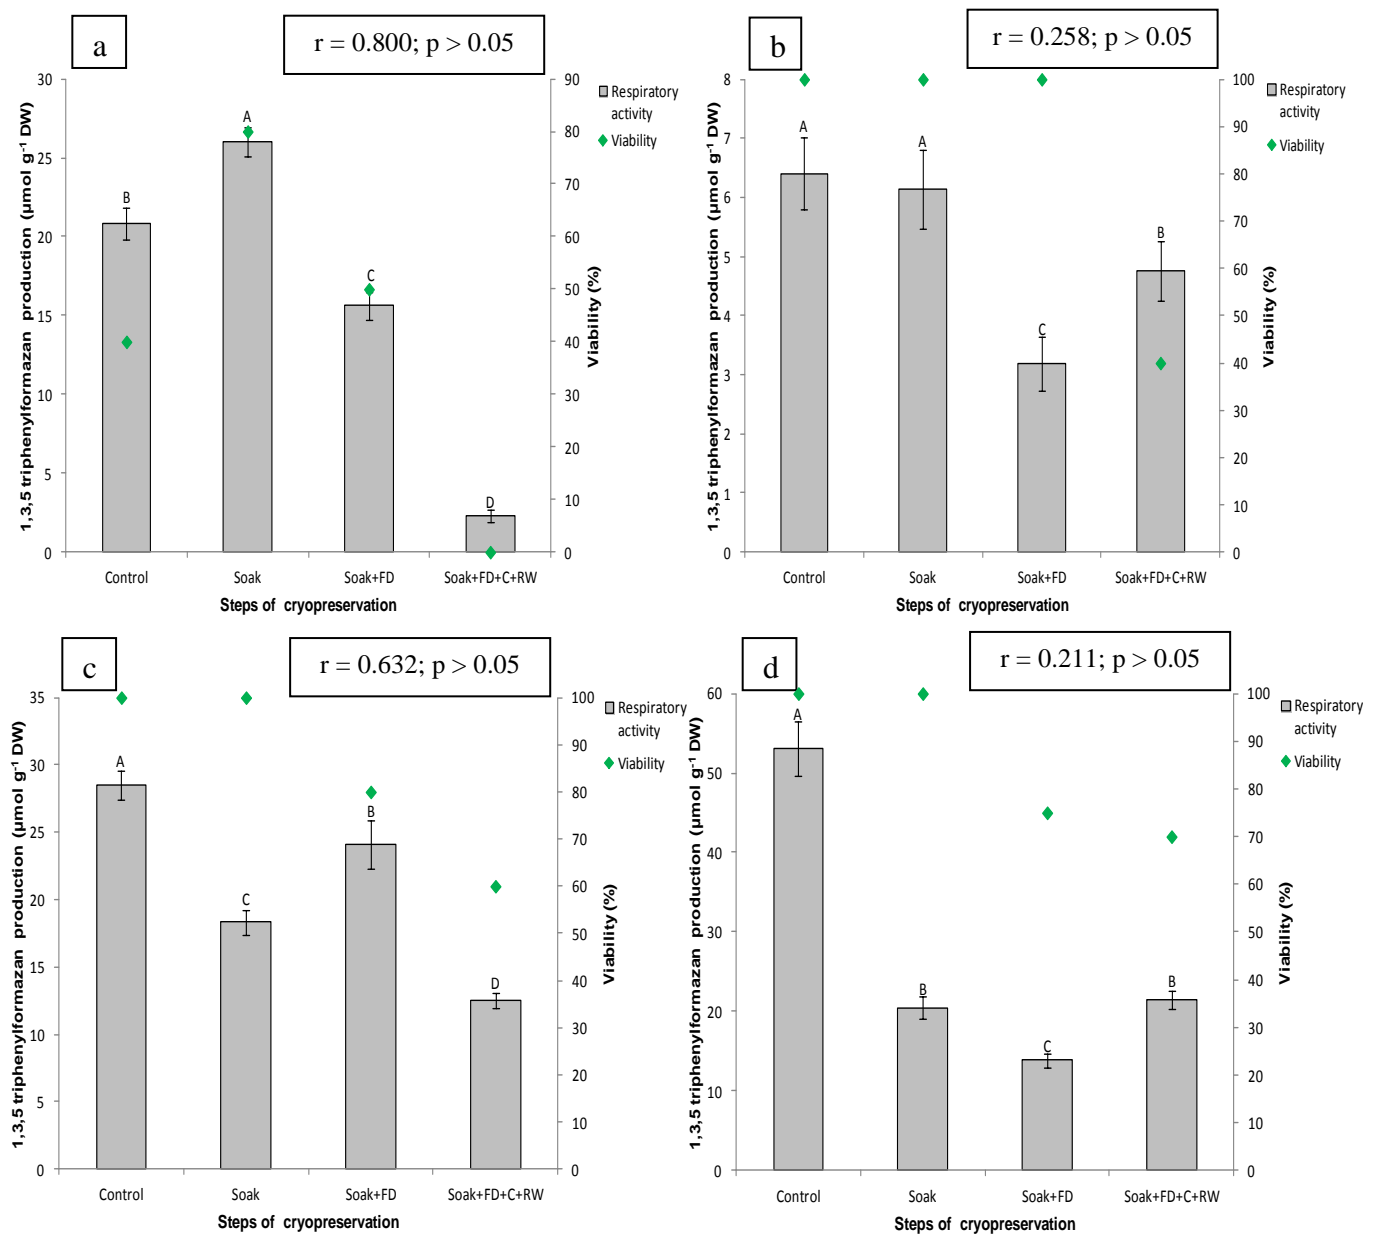 a
r = 0.800; p > 0.05
1,3,5 triphenylformazan production (µmol g⁻¹ DW)
30
25
20
15
10
5
0
B
A
C
D
90
80
70
60
50
40
30
20
10
0
Viability (%)
Respiratory
activity
Viability
Control Soak Soak+FD Soak+FD+C+RW
Steps of cryopreservation
b
r = 0.258; p > 0.05
1,3,5 triphenylformazan production (µmol g⁻¹ DW)
8
7
6
5
4
3
2
1
0
A
A
C
B
100
90
80
70
60
50
40
30
20
10
0
Viability (%)
Respiratory
activity
Viability
Control Soak Soak+FD Soak+FD+C+RW
Steps of cryopreservation
c
r = 0.632; p > 0.05
1,3,5 triphenylformazan production (µmol g⁻¹ DW)
35
30
25
20
15
10
5
0
A
C
B
D
100
90
80
70
60
50
40
30
20
10
0
Viability (%)
Respiratory
activity
Viability
Control Soak Soak+FD Soak+FD+C+RW
Steps of cryopreservation
d
r = 0.211; p > 0.05
1,3,5 triphenylformazan production (µmol g⁻¹ DW)
60
50
40
30
20
10
0
A
B
C
B
100
90
80
70
60
50
40
30
20
10
0
Viability (%)
Respiratory
activity
Viability
Control Soak Soak+FD Soak+FD+C+RW
Steps of cryopreservation